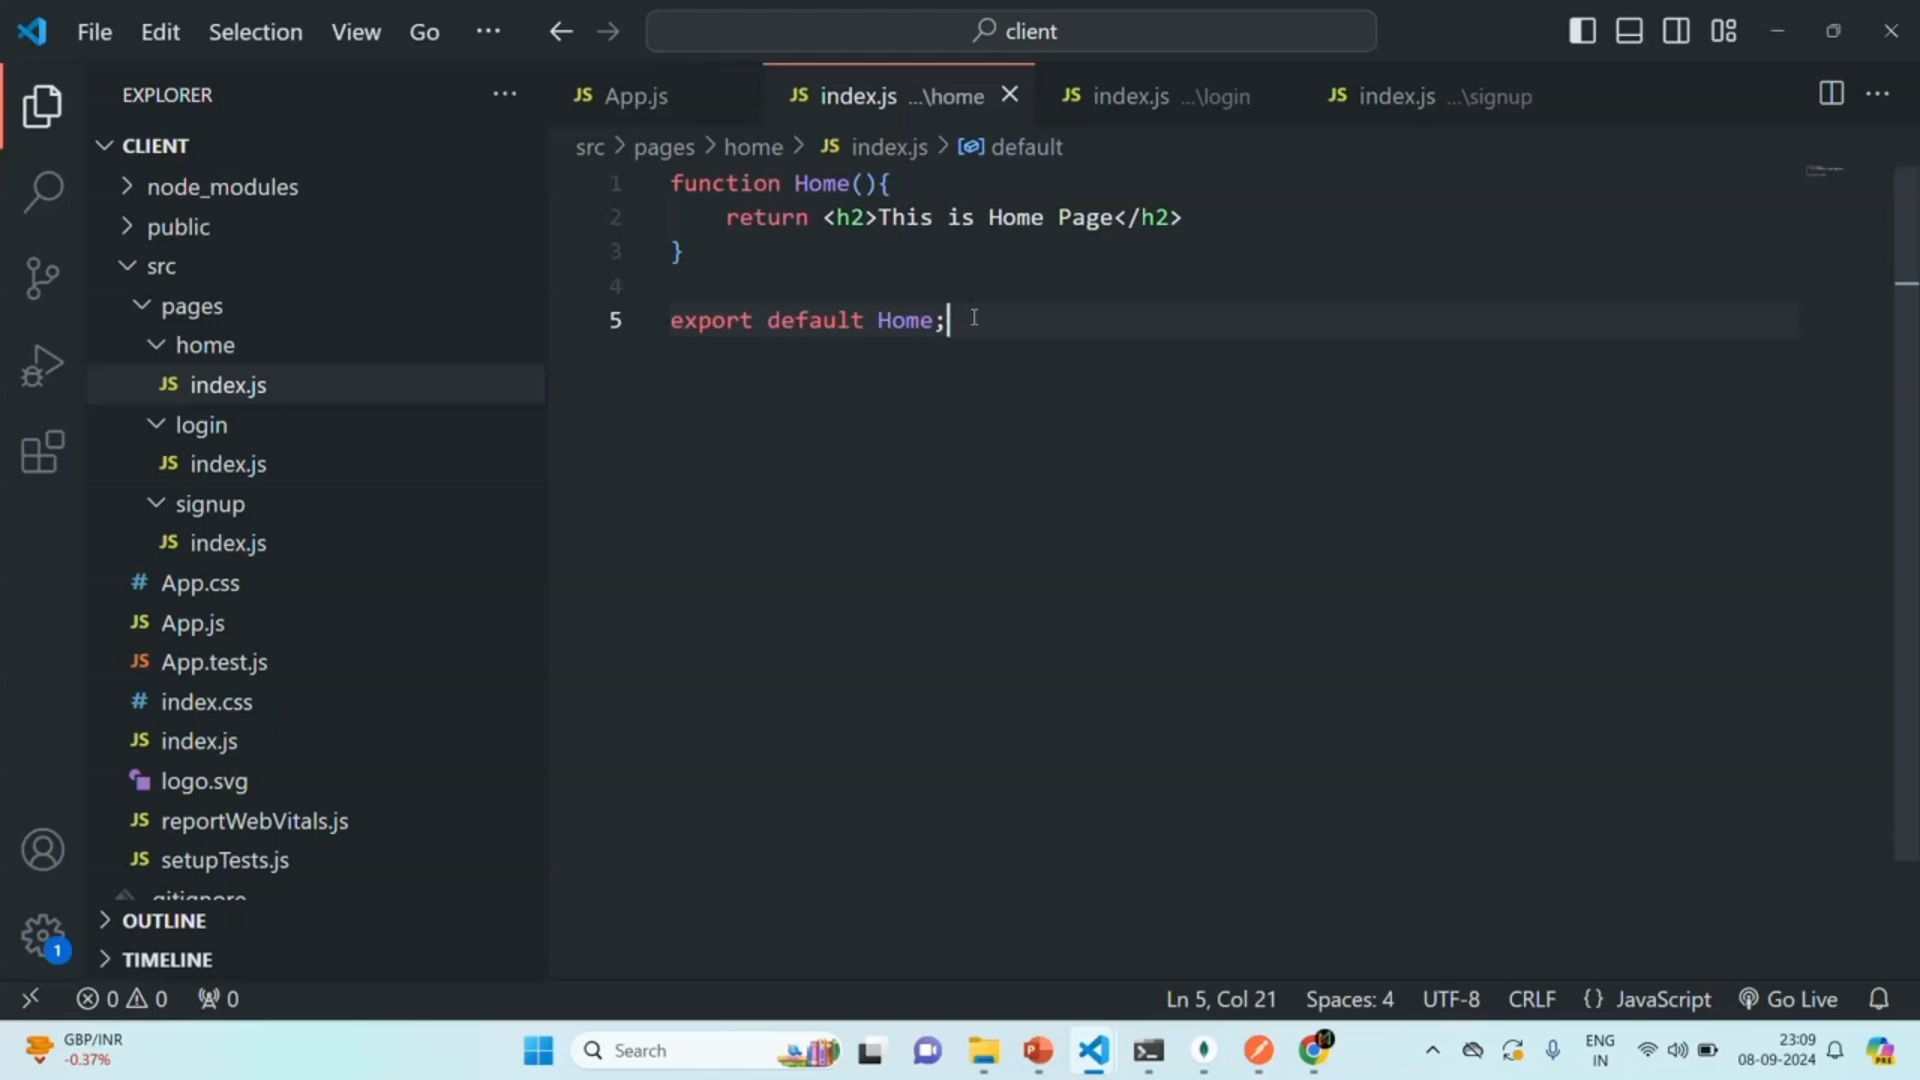 File Edit Selection View Go ... client
EXPLORER ...
CLIENT
node_modules
public
src
pages
home
JS index.js
login
JS index.js
signup
JS index.js
# App.css
JS App.js
JS App.test.js
# index.css
JS index.js
logo.svg
JS reportWebVitals.js
JS setupTests.js
.gitignore
OUTLINE
TIMELINE
JS App.js JS index.js ...\home JS index.js ...\login JS index.js ...\signup ...
src > pages > home > JS index.js > default
1 function Home(){
2 return <h2>This is Home Page</h2>
3 }
4
5 export default Home;
1
0 0 0 Ln 5, Col 21 Spaces: 4 UTF-8 CRLF {} JavaScript Go Live
GBP/INR
-0.37%
Search
ENG
IN
23:09
08-09-2024
PRE